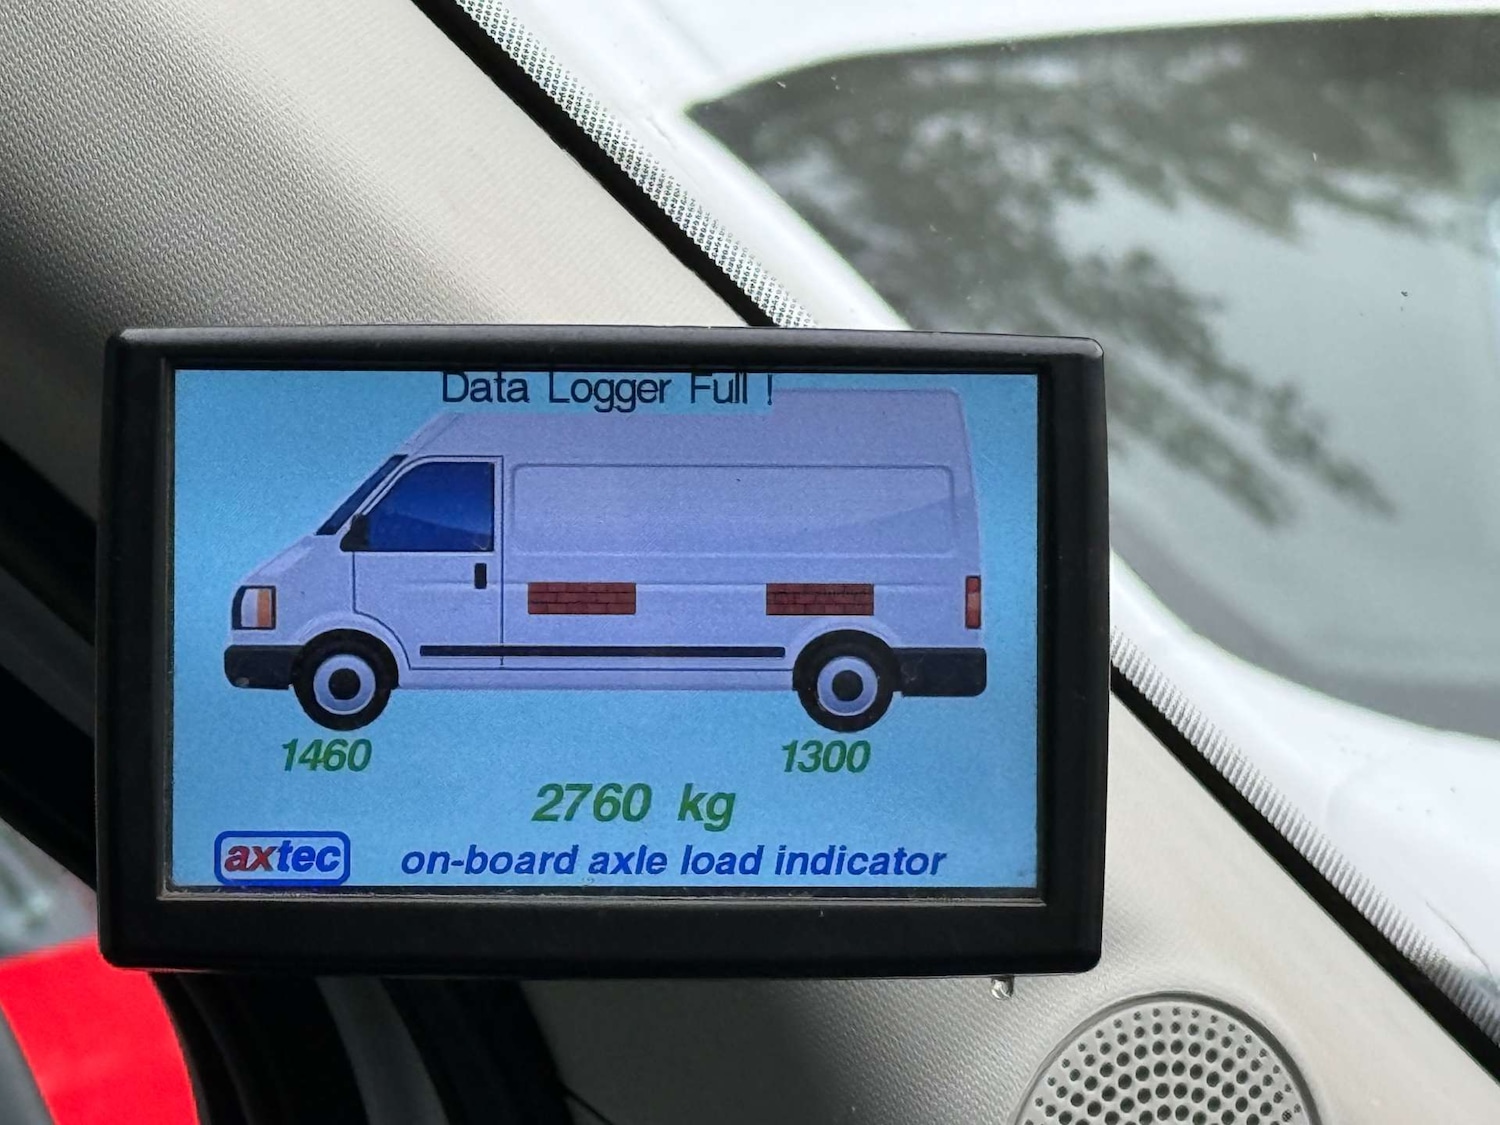 Data Logger Full !
1460 1300
2760 kg
axtec on-board axle load indicator